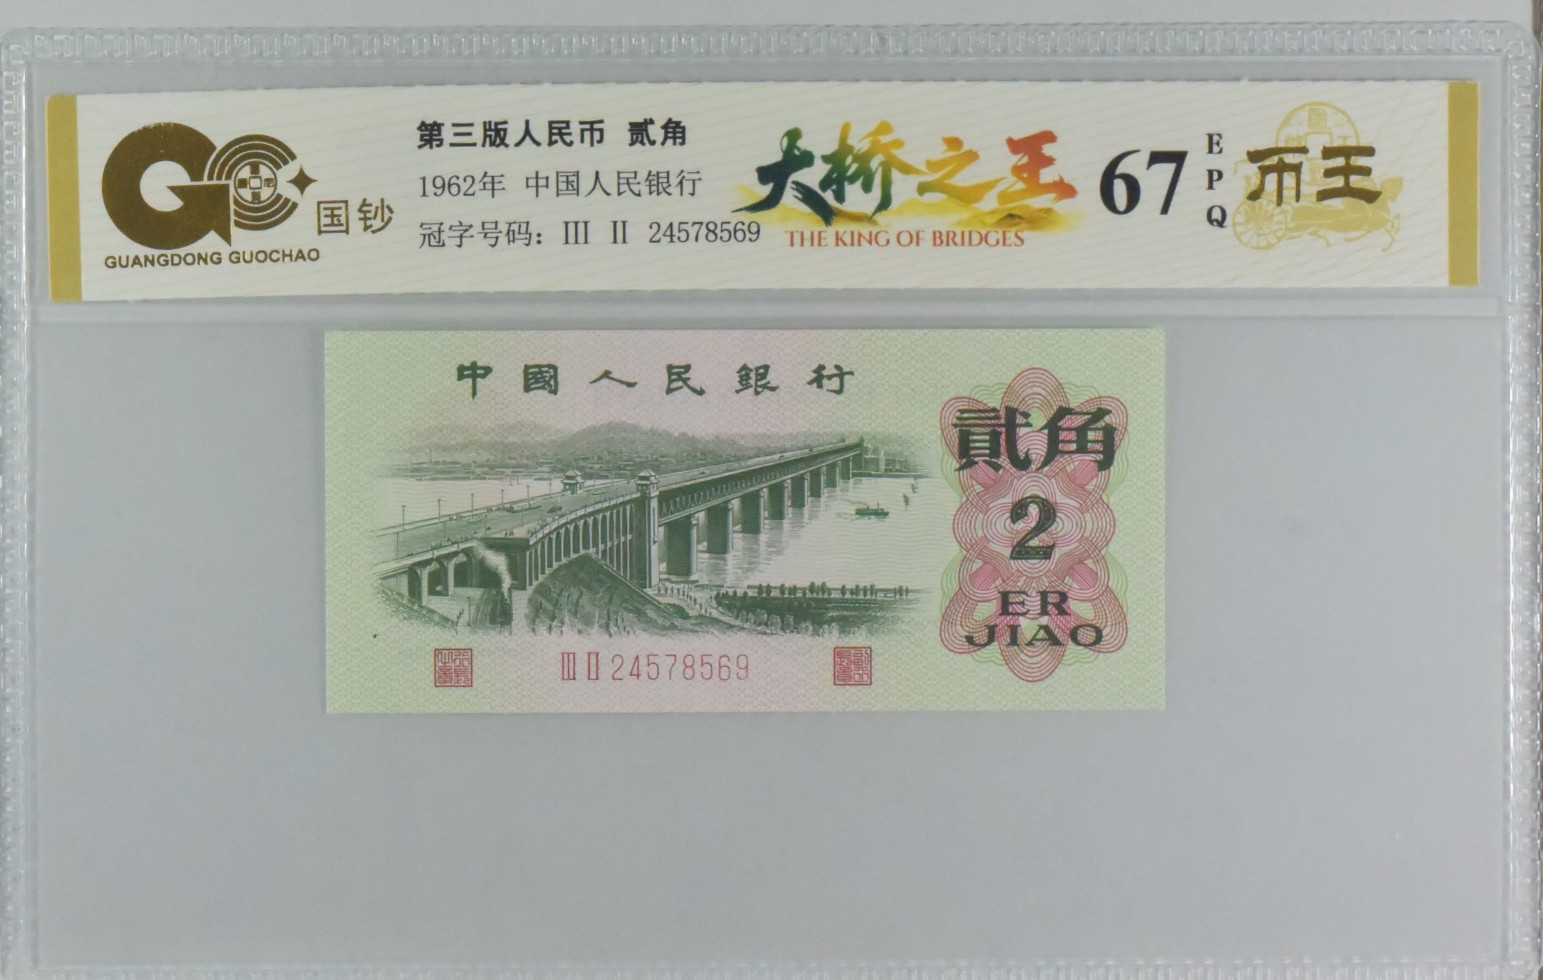 国钞
GUANGDONG GUOCHAO
第三版人民币 贰角
1962年 中国人民银行
冠字号码：Ⅲ Ⅱ 24578569
大桥之王
THE KING OF BRIDGES
67
EPQ
币王
中國人民銀行
貳角
2
ER
JIAO
Ⅲ Ⅱ 24578569